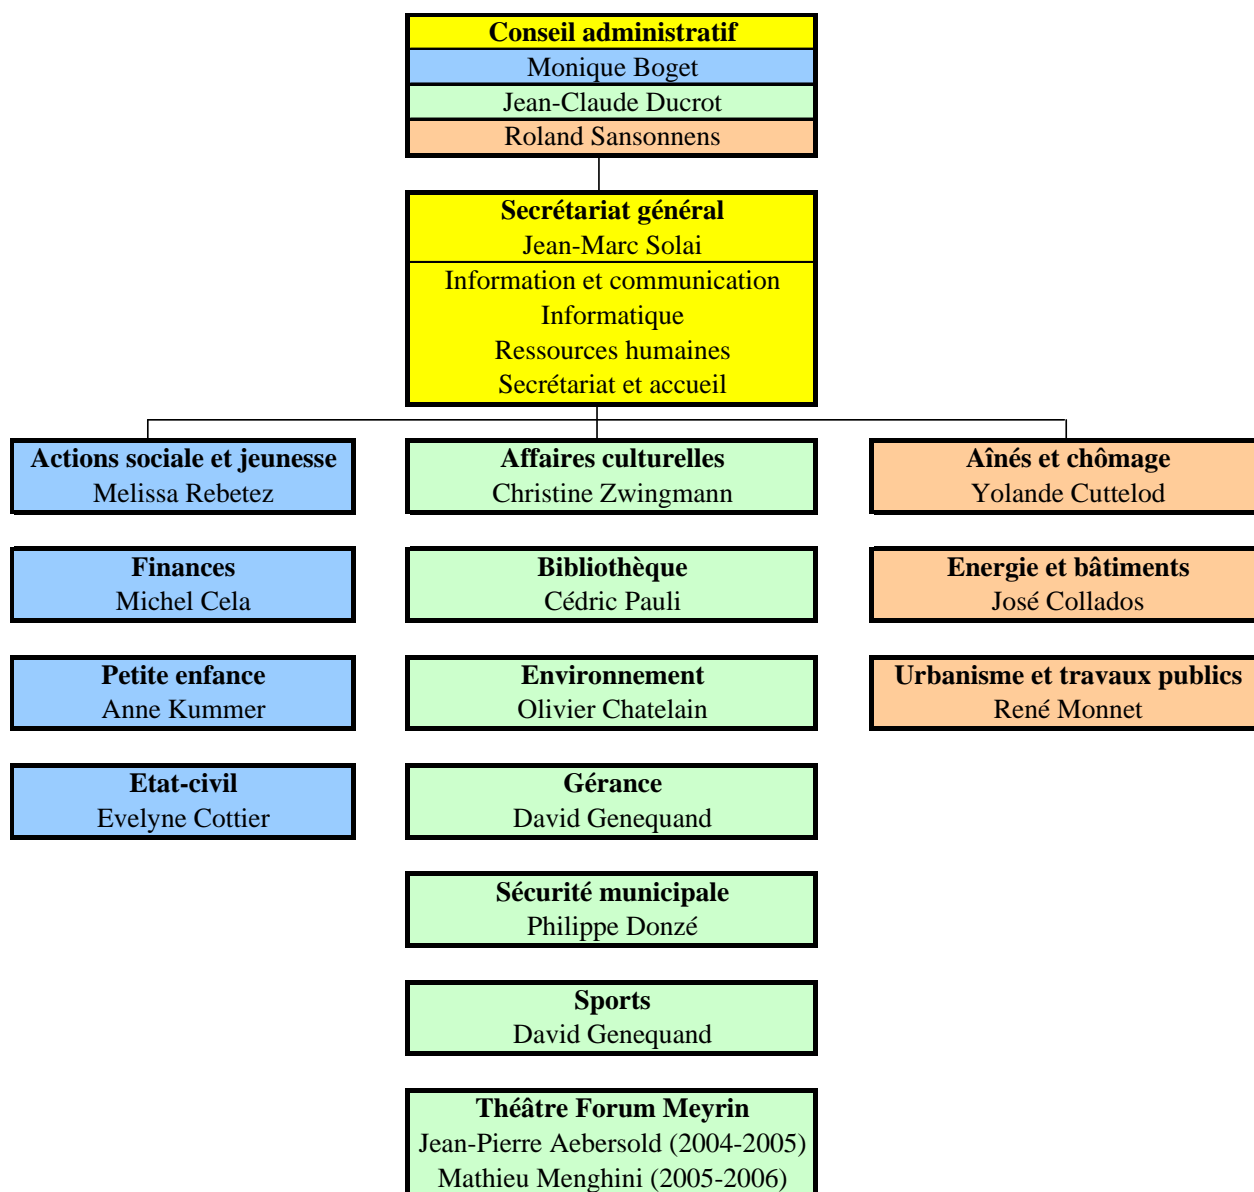 Conseil administratif
Monique Boget
Jean-Claude Ducrot
Roland Sansonnens
Secrétariat général
Jean-Marc Solai
Information et communication
Informatique
Ressources humaines
Secrétariat et accueil
Actions sociale et jeunesse
Melissa Rebetez
Finances
Michel Cela
Petite enfance
Anne Kummer
Etat-civil
Evelyne Cottier
Affaires culturelles
Christine Zwingmann
Bibliothèque
Cédric Pauli
Environnement
Olivier Chatelain
Gérance
David Genequand
Sécurité municipale
Philippe Donzé
Sports
David Genequand
Théâtre Forum Meyrin
Jean-Pierre Aebersold (2004-2005)
Mathieu Menghini (2005-2006)
Aînés et chômage
Yolande Cuttelod
Energie et bâtiments
José Collados
Urbanisme et travaux publics
René Monnet